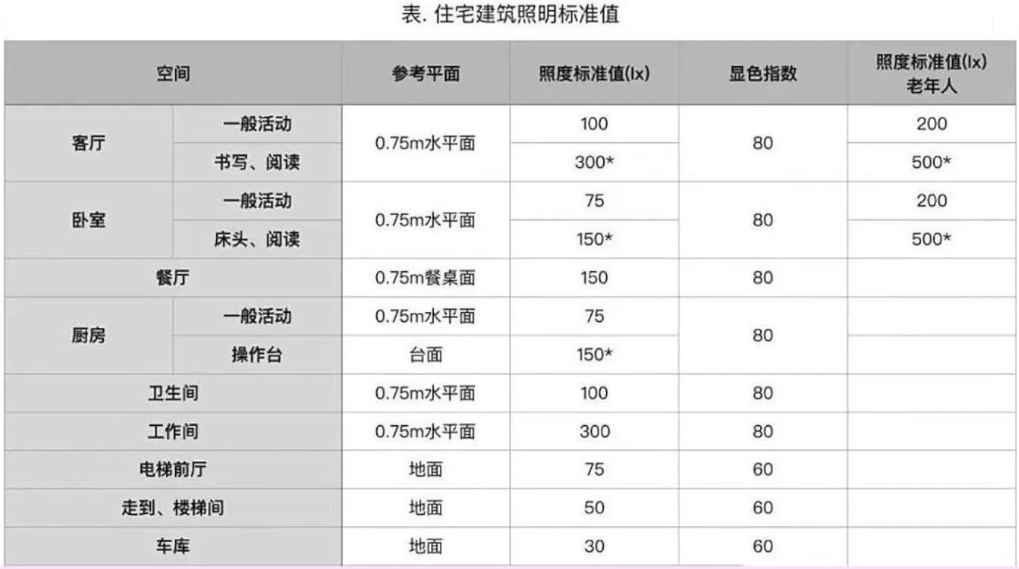 表. 住宅建筑照明标准值
空间 参考平面 照度标准值(lx) 显色指数 照度标准值(lx) 老年人
客厅 一般活动 0.75m水平面 100 80 200
书写、阅读 300* 500*
卧室 一般活动 0.75m水平面 75 80 200
床头、阅读 150* 500*
餐厅 0.75m餐桌面 150 80
厨房 一般活动 0.75m水平面 75 80
操作台 台面 150*
卫生间 0.75m水平面 100 80
工作间 0.75m水平面 300 80
电梯前厅 地面 75 60
走到、楼梯间 地面 50 60
车库 地面 30 60